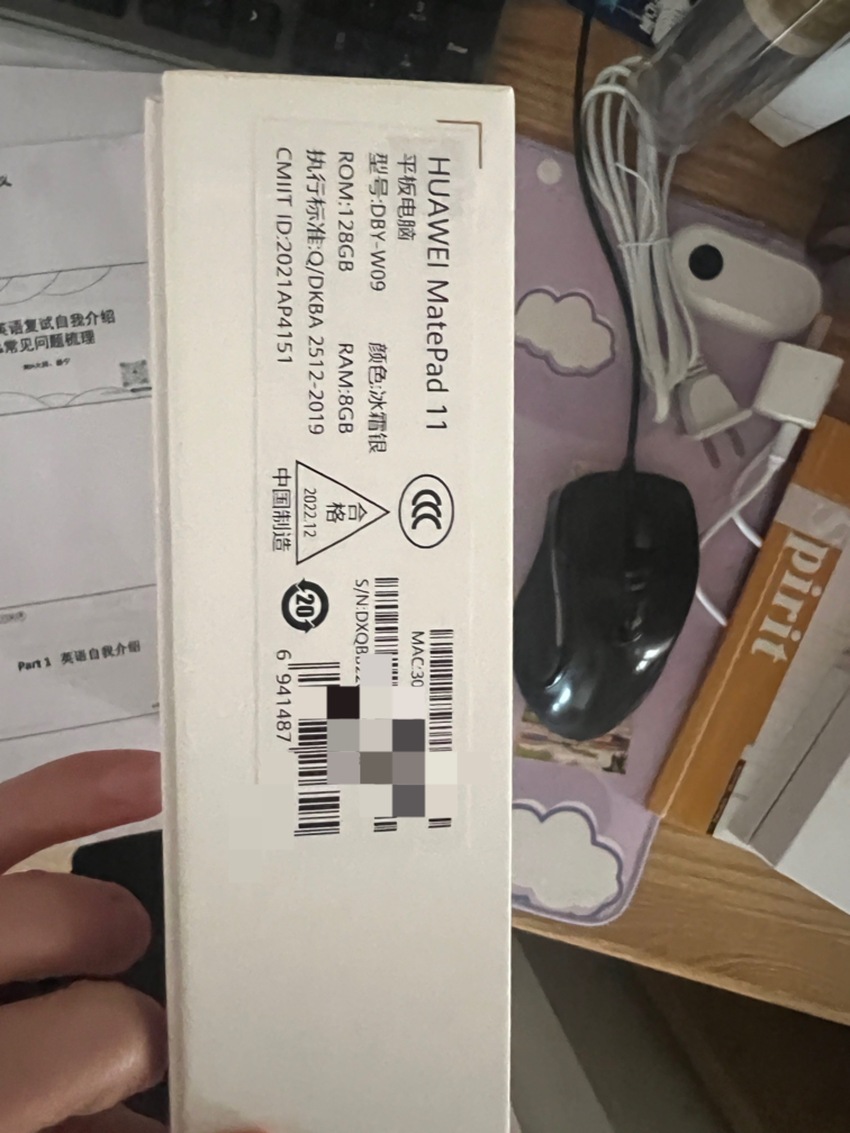 HUAWEI MatePad 11
平板电脑
型号:DBY-W09 颜色:冰霜银
ROM:128GB RAM:8GB
执行标准:Q/DKBA 2512-2019
CMIIT ID:2021AP4151
合格
2022.12
中国制造
20
MAC:30
S/N:DXQB
6 941487
英语复试自我介绍
常见问题梳理
Part 1 英语自我介绍
Spirit